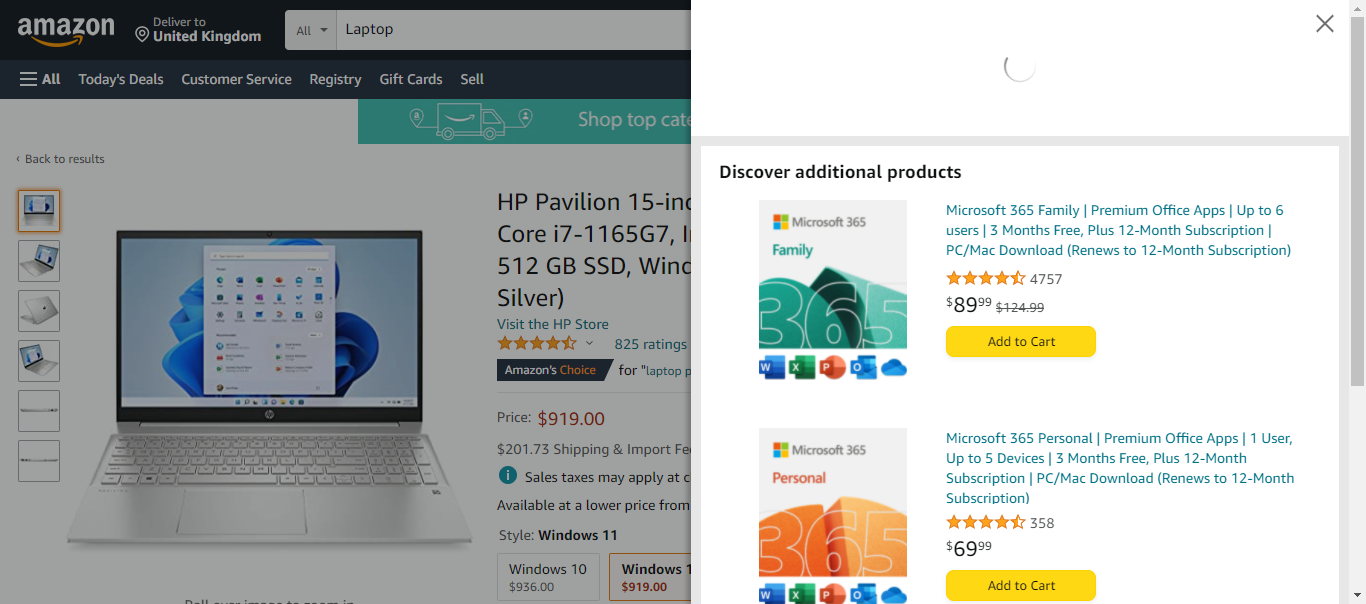 amazon
Deliver to
United Kingdom
All
Laptop
All
Today's Deals
Customer Service
Registry
Gift Cards
Sell
Shop top cate
‹ Back to results
HP Pavilion 15-inc
Core i7-1165G7, I
512 GB SSD, Wind
Silver)
Visit the HP Store
825 ratings
Amazon's Choice for "laptop p
Price: $919.00
$201.73 Shipping & Import Fe
Sales taxes may apply at c
Available at a lower price from
Style: Windows 11
Windows 10
$936.00
Windows 1
$919.00
Roll over image to zoom in
Discover additional products
Microsoft 365
Family
365
Microsoft 365 Family | Premium Office Apps | Up to 6
users | 3 Months Free, Plus 12-Month Subscription |
PC/Mac Download (Renews to 12-Month Subscription)
4757
$89.99 $124.99
Add to Cart
Microsoft 365
Personal
365
Microsoft 365 Personal | Premium Office Apps | 1 User,
Up to 5 Devices | 3 Months Free, Plus 12-Month
Subscription | PC/Mac Download (Renews to 12-Month
Subscription)
358
$69.99
Add to Cart